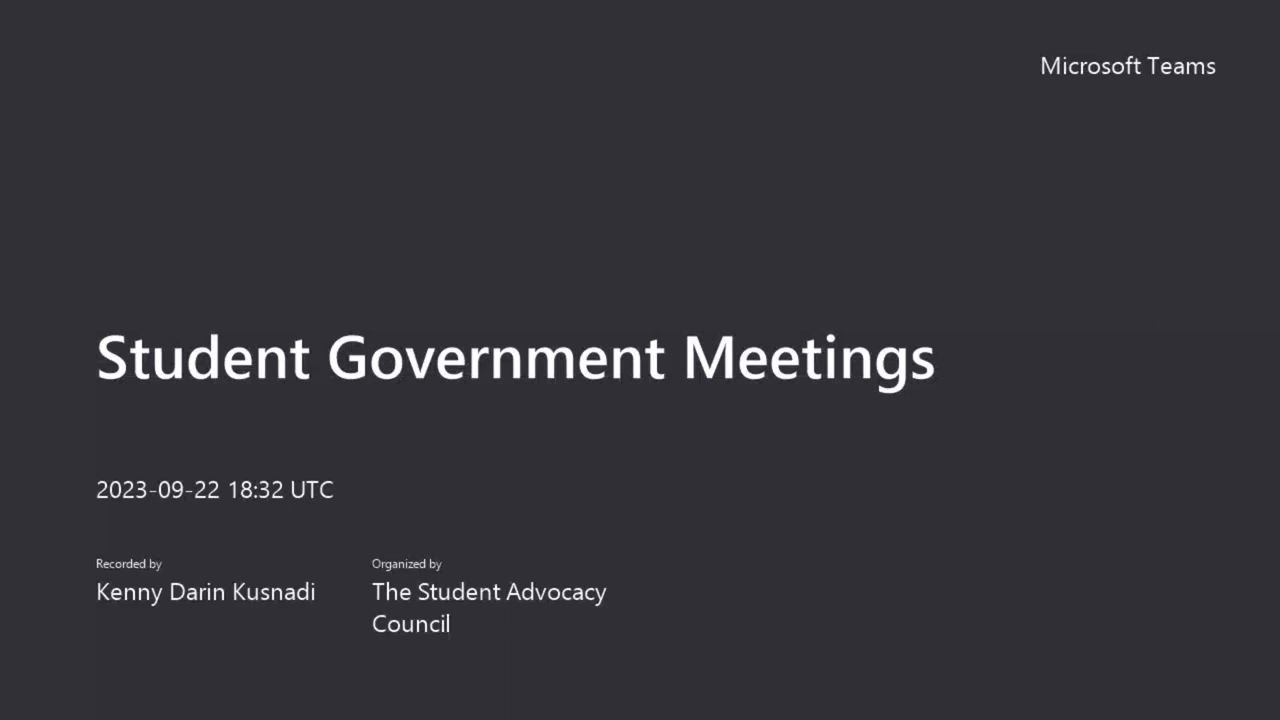 Microsoft Teams
Student Government Meetings
2023-09-22 18:32 UTC
Recorded by
Kenny Darin Kusnadi
Organized by
The Student Advocacy
Council